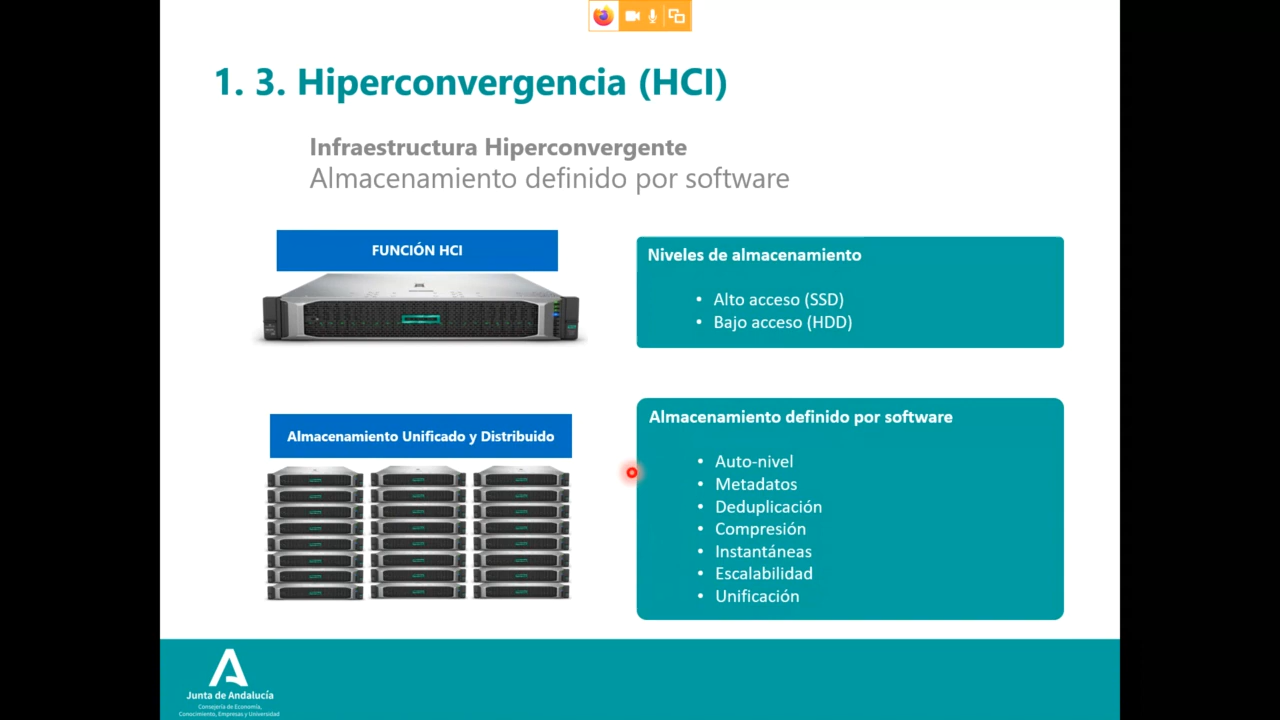 1. 3. Hiperconvergencia (HCI)
Infraestructura Hiperconvergente
Almacenamiento definido por software
FUNCIÓN HCI
Niveles de almacenamiento
• Alto acceso (SSD)
• Bajo acceso (HDD)
Almacenamiento Unificado y Distribuido
Almacenamiento definido por software
• Auto-nivel
• Metadatos
• Deduplicación
• Compresión
• Instantáneas
• Escalabilidad
• Unificación
Junta de Andalucía
Consejería de Economía,
Conocimiento, Empresas y Universidad